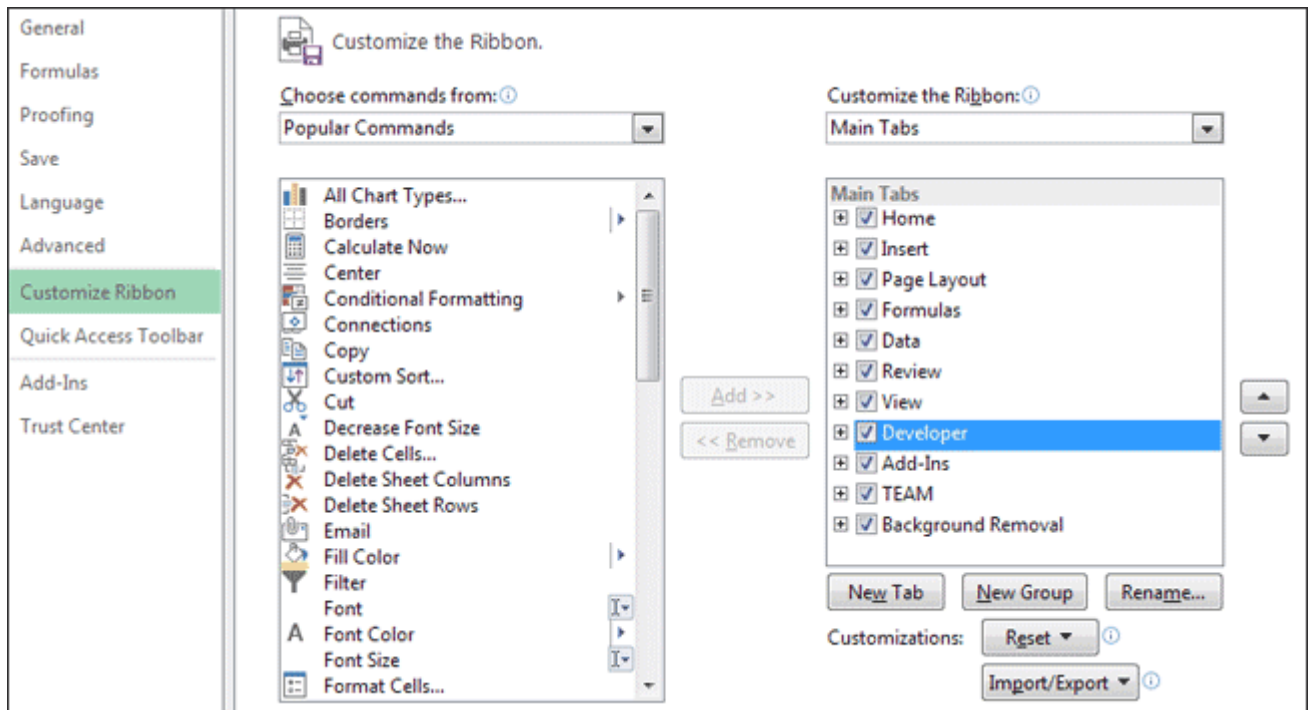 General
Formulas
Proofing
Save
Language
Advanced
Customize Ribbon
Quick Access Toolbar
Add-Ins
Trust Center
Customize the Ribbon.
Choose commands from:
Popular Commands
All Chart Types...
Borders
Calculate Now
Center
Conditional Formatting
Connections
Copy
Custom Sort...
Cut
Decrease Font Size
Delete Cells...
Delete Sheet Columns
Delete Sheet Rows
Email
Fill Color
Filter
Font
Font Color
Font Size
Format Cells...
Add >>
<< Remove
Customize the Ribbon:
Main Tabs
Main Tabs
Home
Insert
Page Layout
Formulas
Data
Review
View
Developer
Add-Ins
TEAM
Background Removal
New Tab
New Group
Rename...
Customizations:
Reset
Import/Export